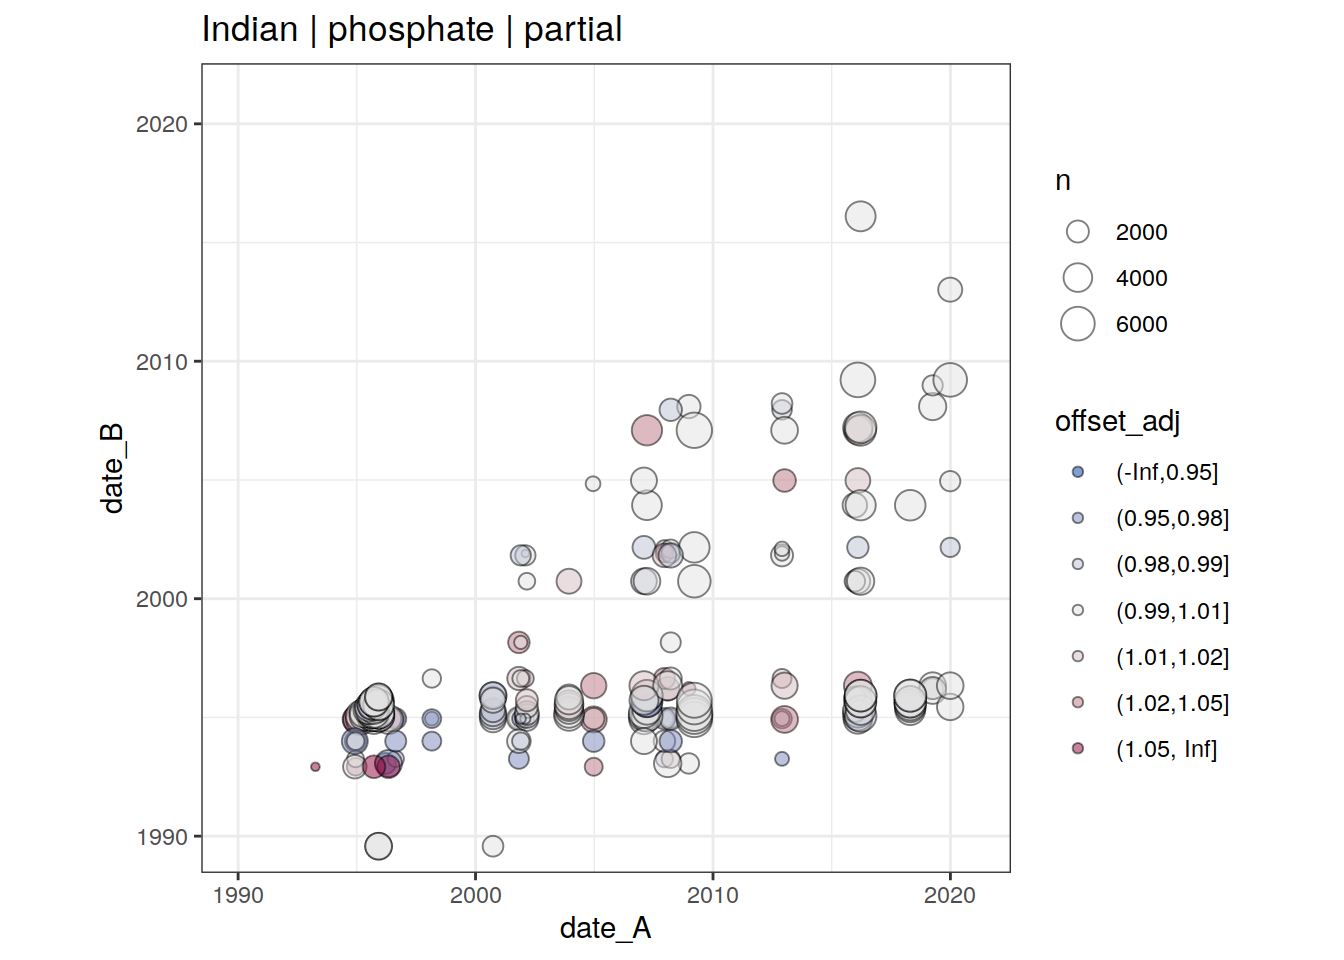 Indian | phosphate | partial
2020
2010
2000
1990
date_B
1990
2000
2010
2020
date_A
n
2000
4000
6000
offset_adj
(-Inf,0.95]
(0.95,0.98]
(0.98,0.99]
(0.99,1.01]
(1.01,1.02]
(1.02,1.05]
(1.05, Inf]